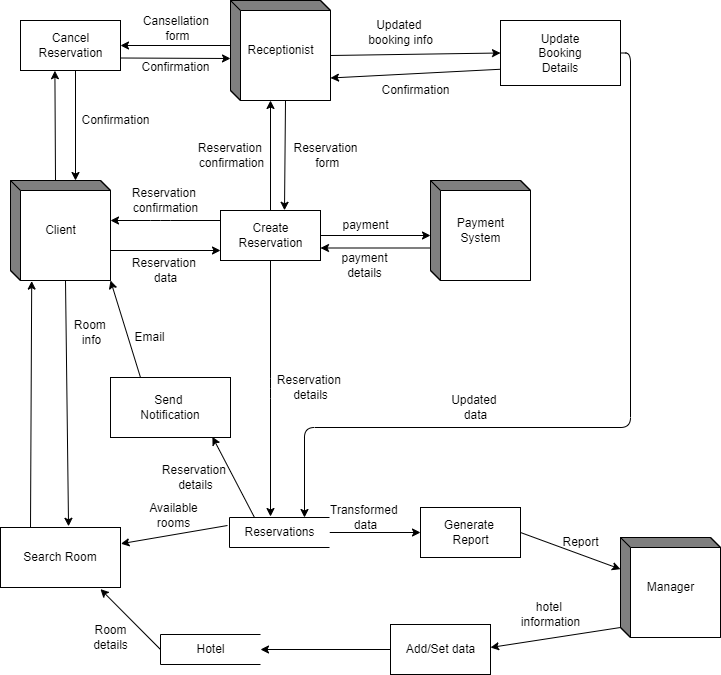 Cansellation
form
Updated
booking info
Cancel
Reservation
Receptionist
Update
Booking
Details
Confirmation
Confirmation
Confirmation
Reservation
confirmation
Reservation
form
Reservation
confirmation
Client
Create
Reservation
payment
Payment
System
Reservation
data
payment
details
Room
info
Email
Reservation
details
Send
Notification
Updated
data
Reservation
details
Available
rooms
Transformed
data
Reservations
Generate
Report
Search Room
Report
Manager
hotel
information
Room
details
Hotel
Add/Set data